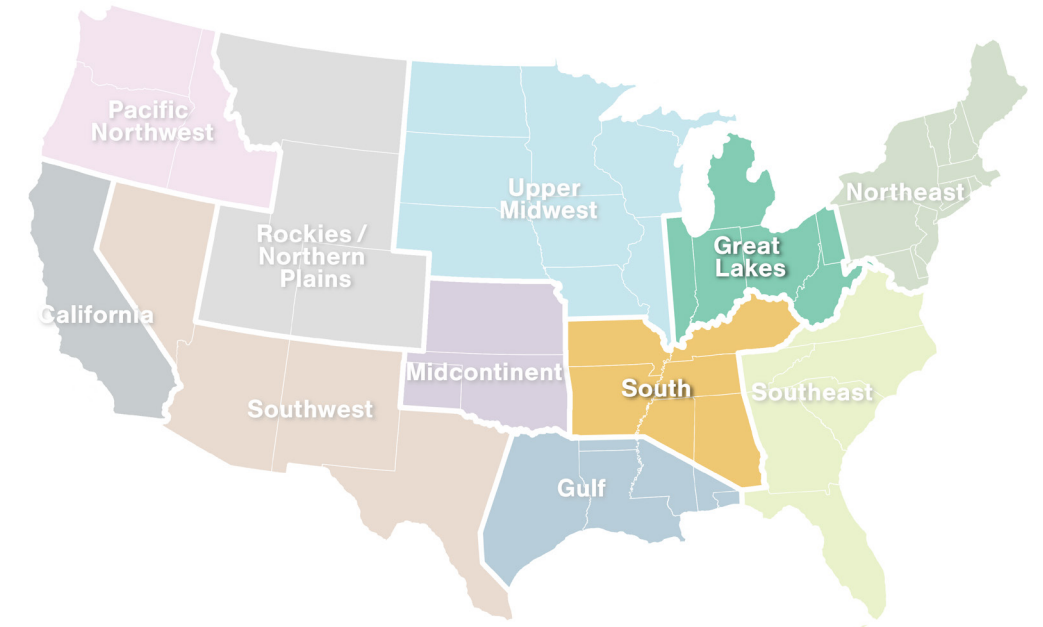 Pacific
Northwest
Upper
Midwest
Northeast
Rockies /
Northern
Plains
Great
Lakes
California
Midcontinent
South
Southeast
Southwest
Gulf